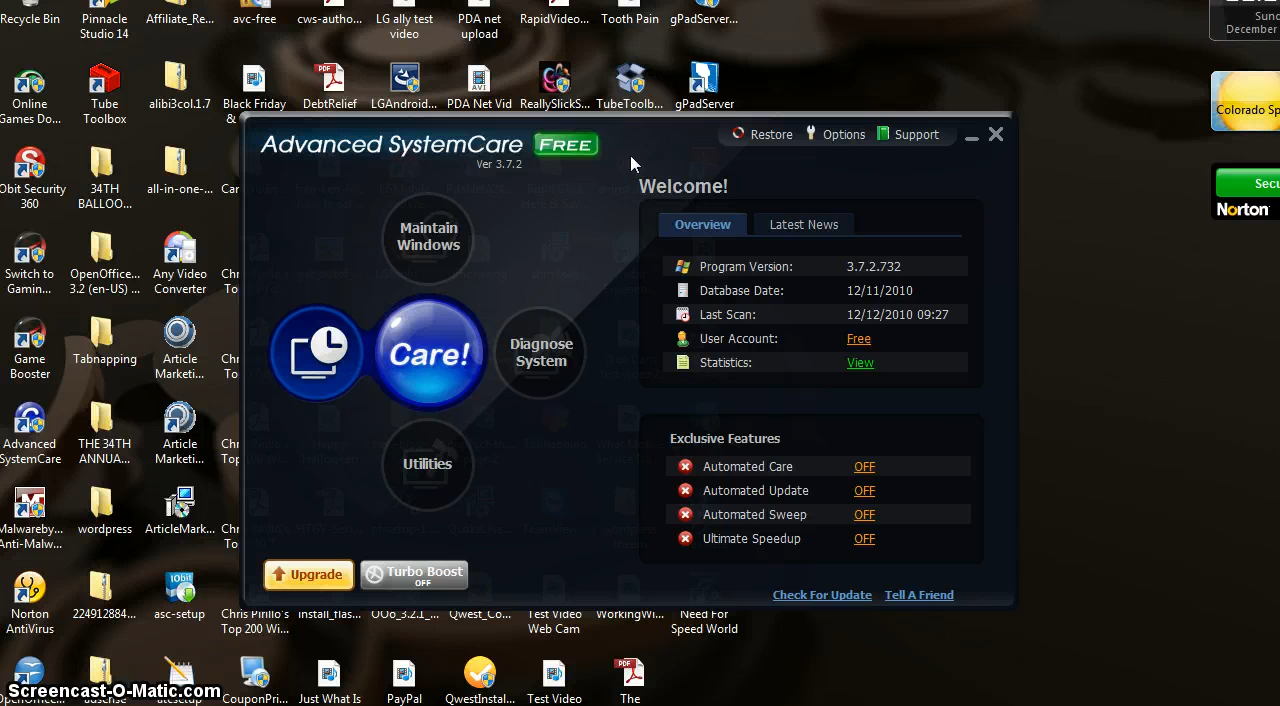 Recycle Bin
Pinnacle
Studio 14
Affiliate_Re...
avc-free
cws-autho...
LG ally test
video
PDA net
upload
RapidVideo...
Tooth Pain
gPadServer...
December
Online
Games Do...
Tube
Toolbox
alibi3col.1.7
Black Friday
&
DebtRelief
LGAndroid...
PDA Net Vid
ReallySlickS...
TubeToolb...
gPadServer
Colorado Sp
Advanced SystemCare FREE
Ver 3.7.2
Restore
Options
Support
Obit Security
360
34TH
BALLOO...
all-in-one-...
Norton
Welcome!
Overview
Latest News
Maintain
Windows
Care!
Diagnose
System
Utilities
Program Version: 3.7.2.732
Database Date: 12/11/2010
Last Scan: 12/12/2010 09:27
User Account: Free
Statistics: View
Switch to
Gamin...
OpenOffice...
3.2 (en-US) ...
Any Video
Converter
Game
Booster
Tabnapping
Article
Marketi...
Advanced
SystemCare
THE 34TH
ANNUA...
Article
Marketi...
Exclusive Features
Automated Care OFF
Automated Update OFF
Automated Sweep OFF
Ultimate Speedup OFF
Malwareby...
Anti-Malw...
wordpress
ArticleMark...
Upgrade
Turbo Boost
OFF
Check For Update
Tell A Friend
Norton
AntiVirus
224912884...
asc-setup
Chris Pirillo's
Top 200 Wi...
install_flas...
OOo_3.2.1_...
Qwest_Co...
Test Video
Web Cam
WorkingWi...
Need For
Speed World
CouponPri...
Just What Is
PayPal
QwestInstal...
Test Video
The
Screencast-O-Matic.com